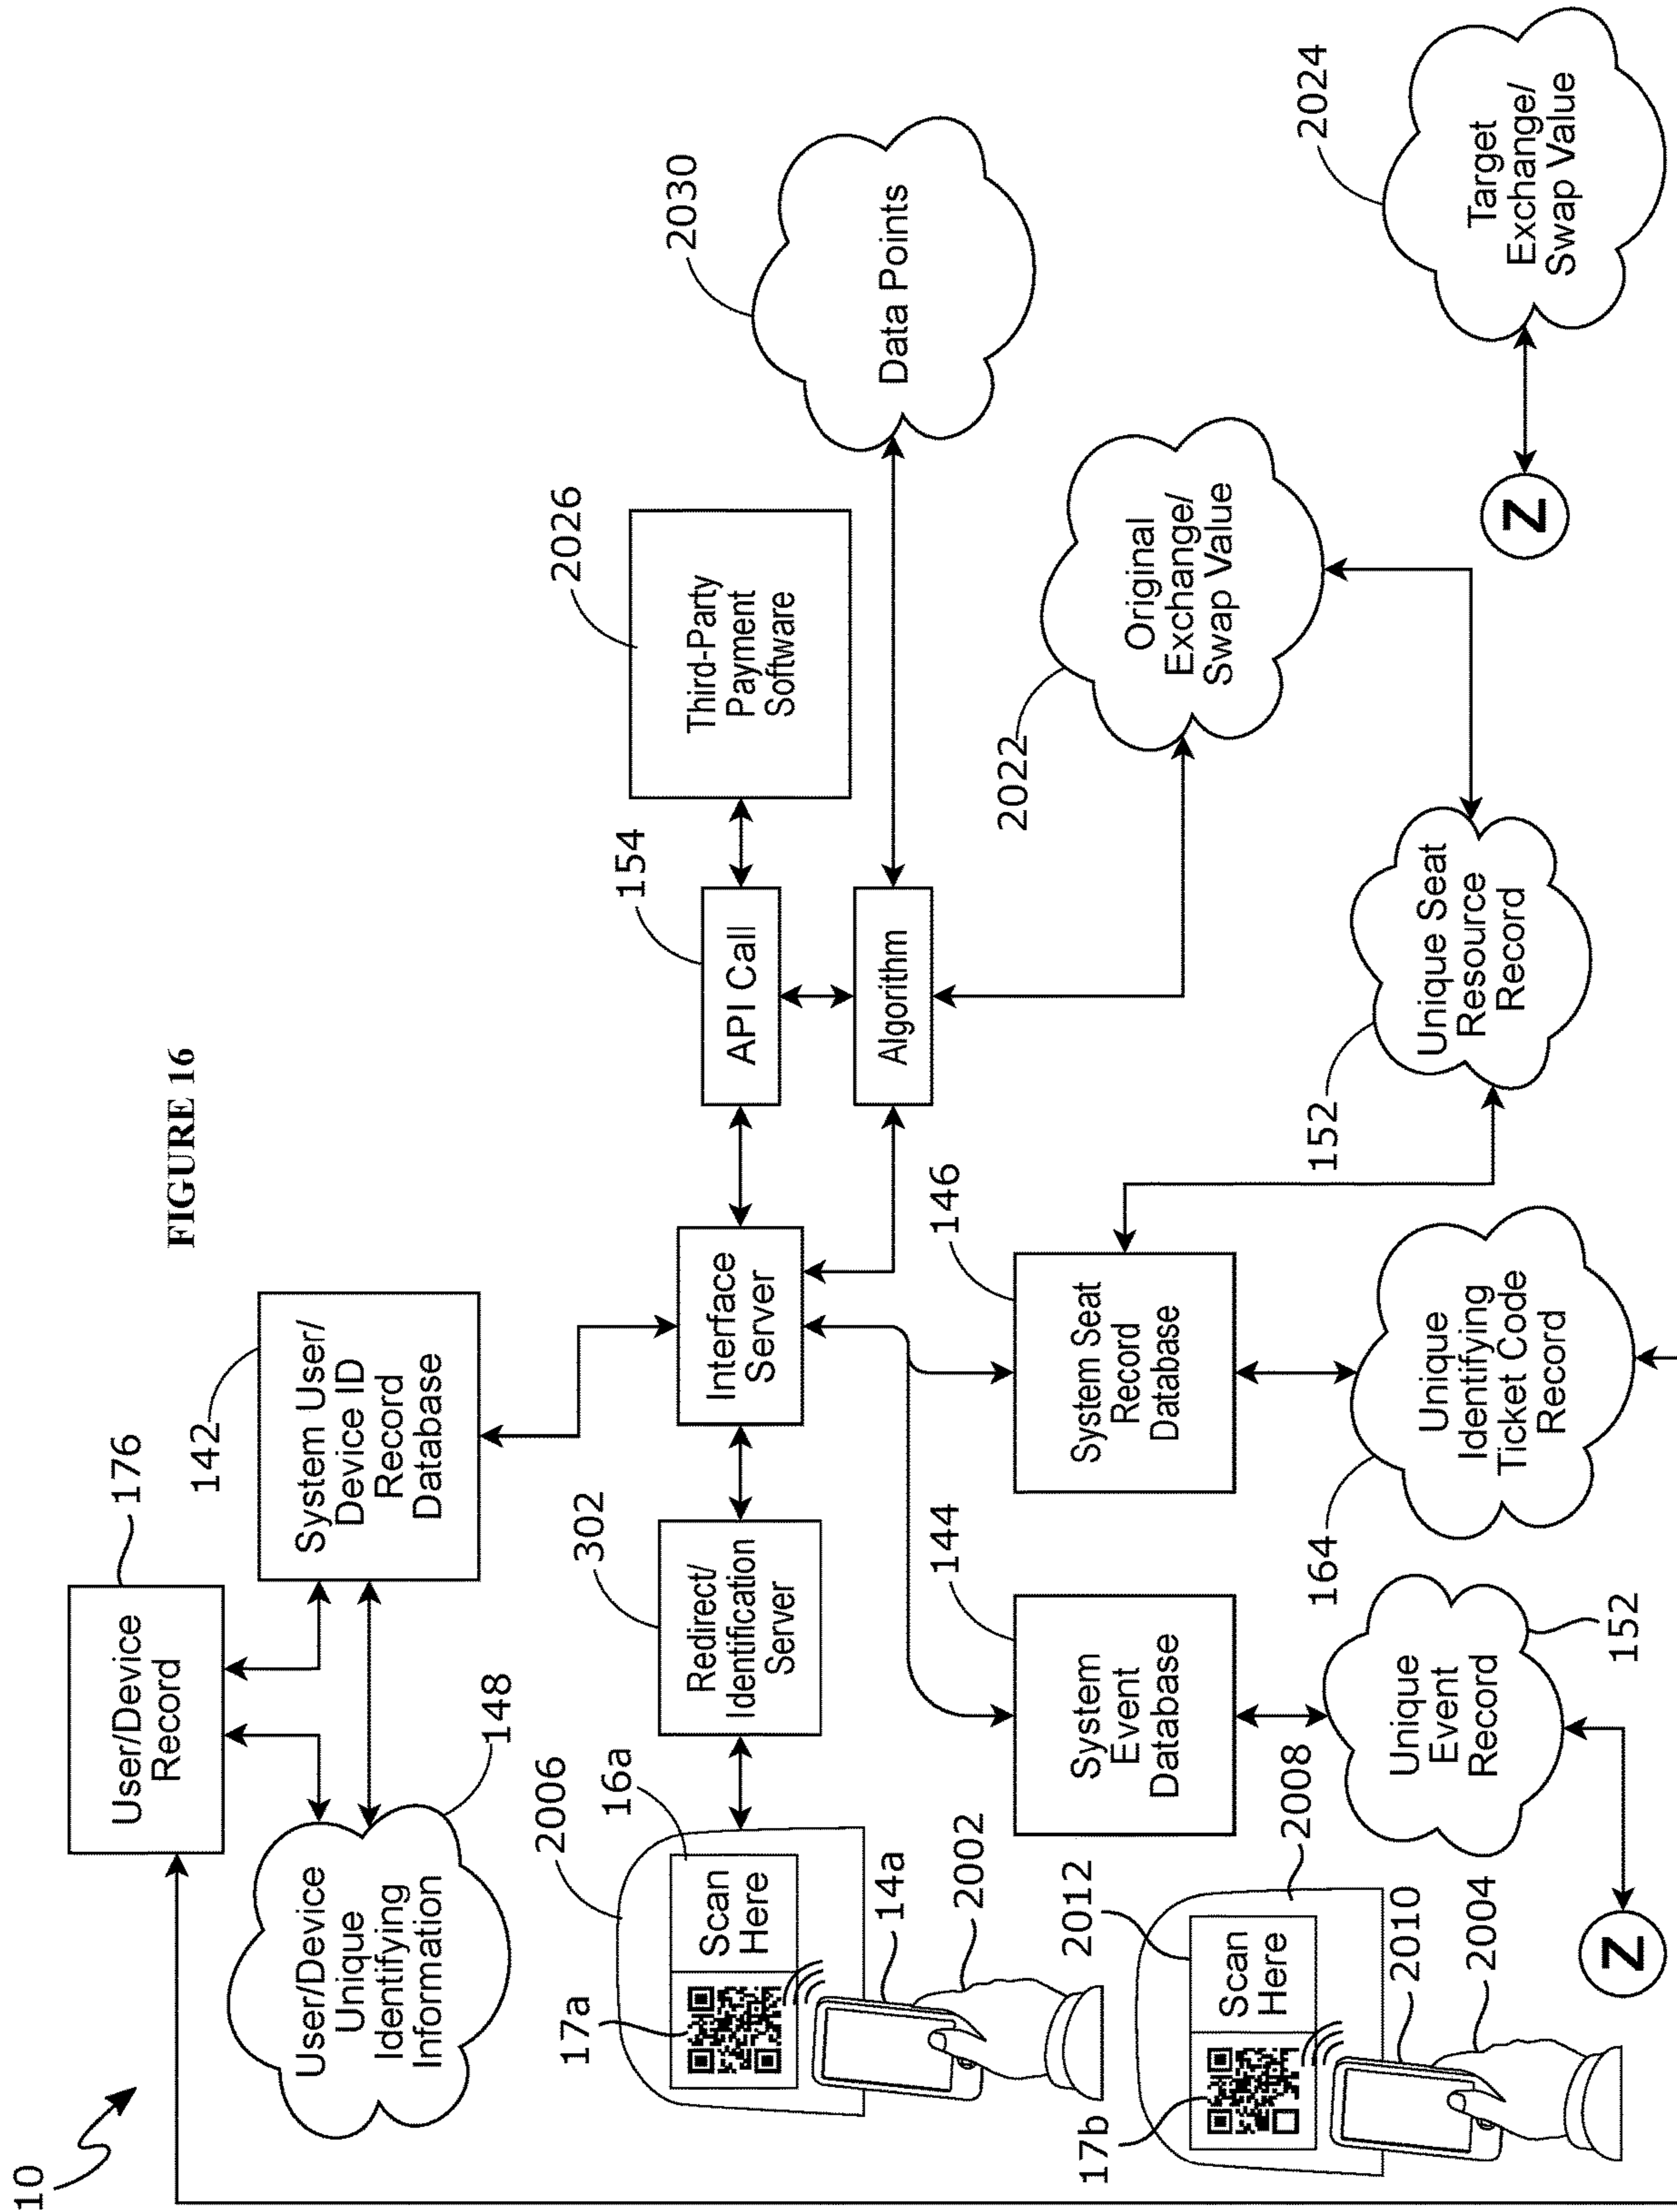 FIGURE 16
10
176
User/Device
Record
142
System User/
Device ID
Record
Database
148
User/Device
Unique
Identifying
Information
2006
16a
Scan
Here
17a
14a
2002
302
Redirect/
Identification
Server
Interface
Server
154
API Call
Algorithm
2026
Third-Party
Payment
Software
2030
Data Points
2012
2008
Scan
Here
17b
2010
2004
144
System
Event
Database
146
System Seat
Record
Database
2022
Original
Exchange/
Swap Value
152
Unique
Event
Record
Z
164
Unique
Identifying
Ticket Code
Record
152
Unique Seat
Resource
Record
Z
2024
Target
Exchange/
Swap Value